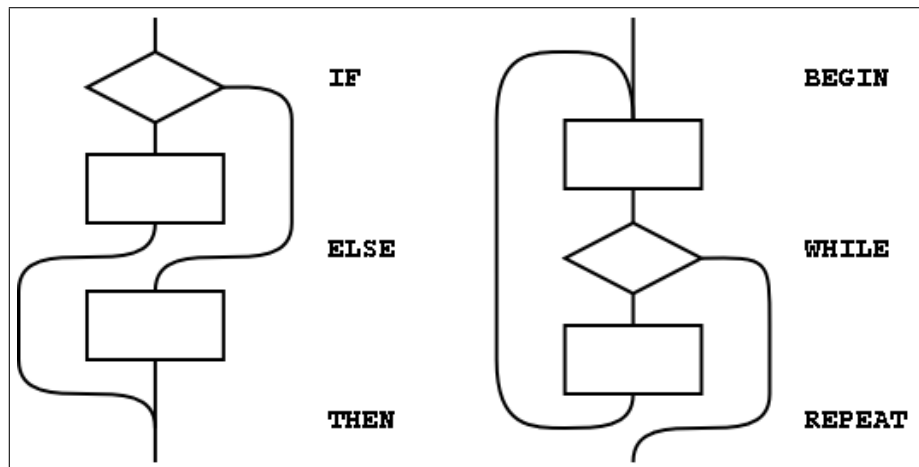 IF
ELSE
THEN
BEGIN
WHILE
REPEAT